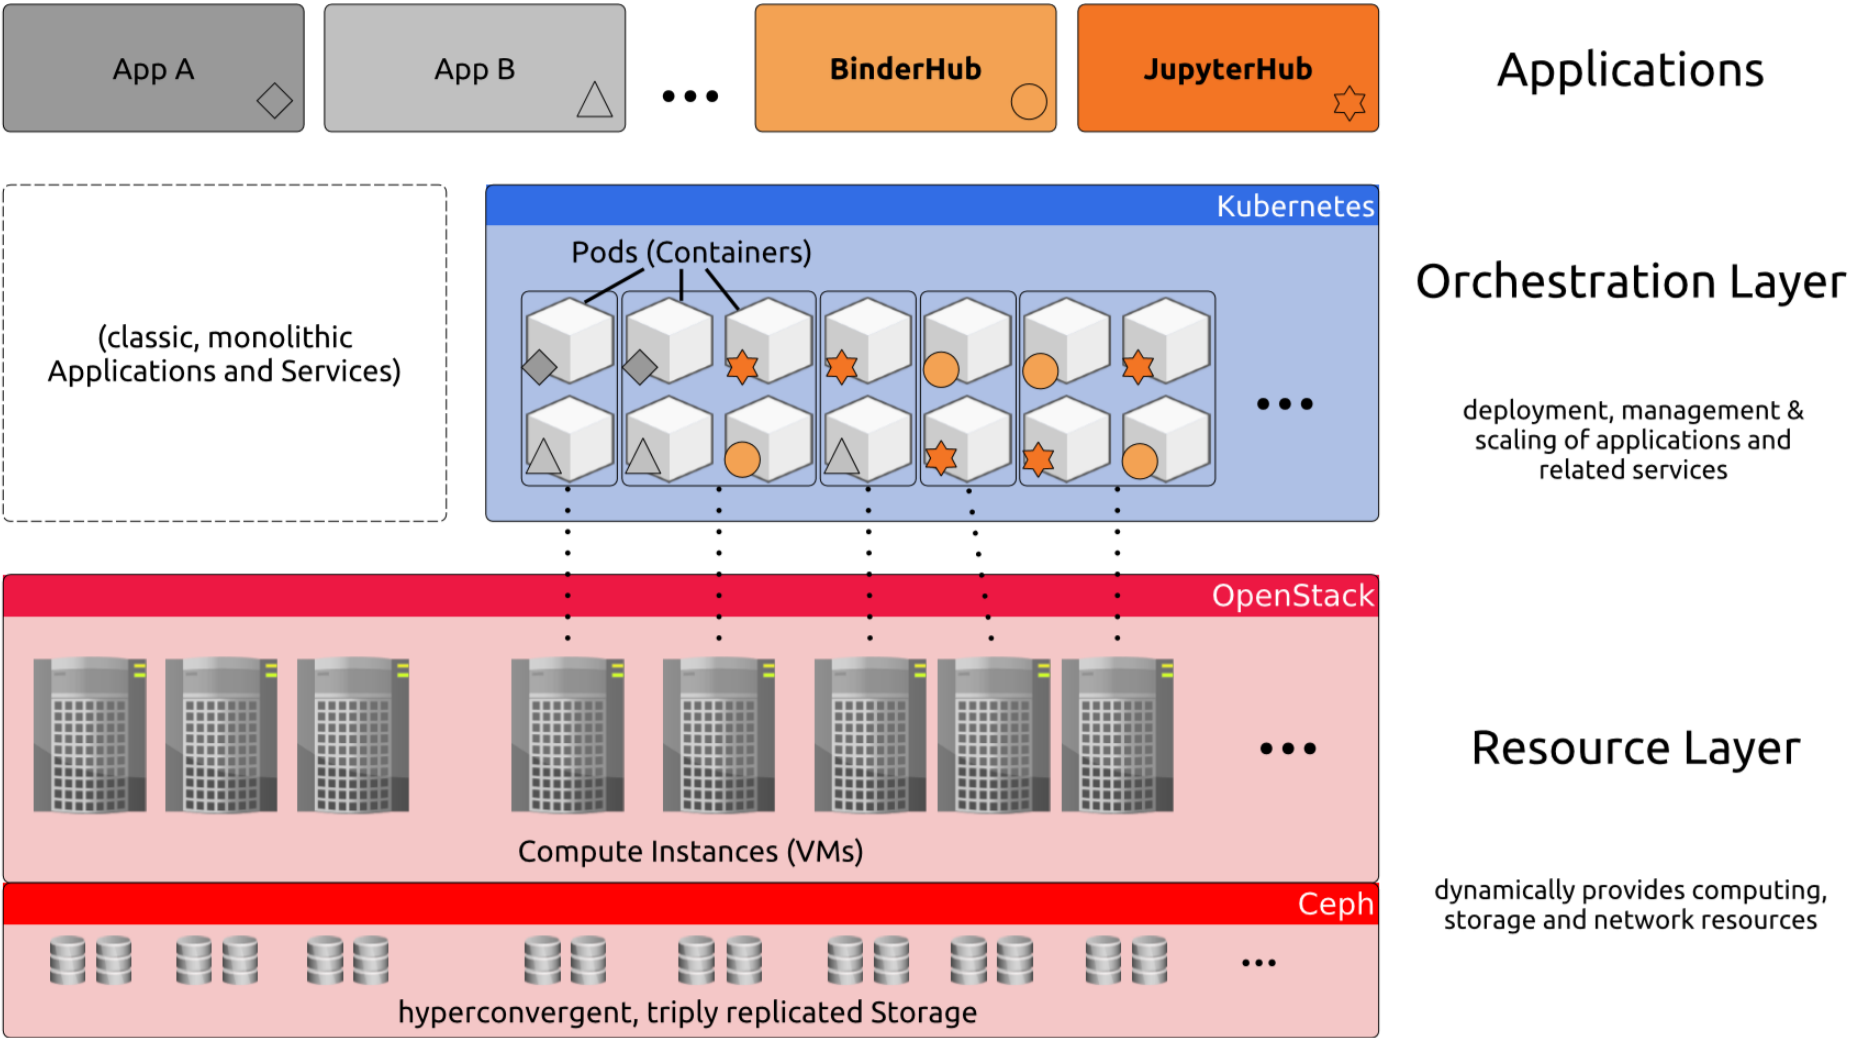 App A
App B
...
BinderHub
JupyterHub
Applications
(classic, monolithic
Applications and Services)
Kubernetes
Pods (Containers)
...
Orchestration Layer
deployment, management &
scaling of applications and
related services
OpenStack
...
Compute Instances (VMs)
Resource Layer
dynamically provides computing,
storage and network resources
Ceph
...
hyperconvergent, triply replicated Storage